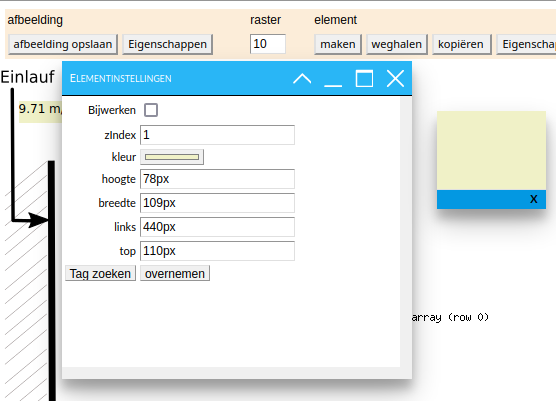 afbeelding raster element
afbeelding opslaan Eigenschappen 10 maken weghalen kopiëren
Einlauf
9.71 m
ELEMENTINSTELLINGEN
Bijwerken
zIndex 1
kleur
hoogte 78px
breedte 109px
links 440px
top 110px
Tag zoeken overnemen
X
array (row 0)